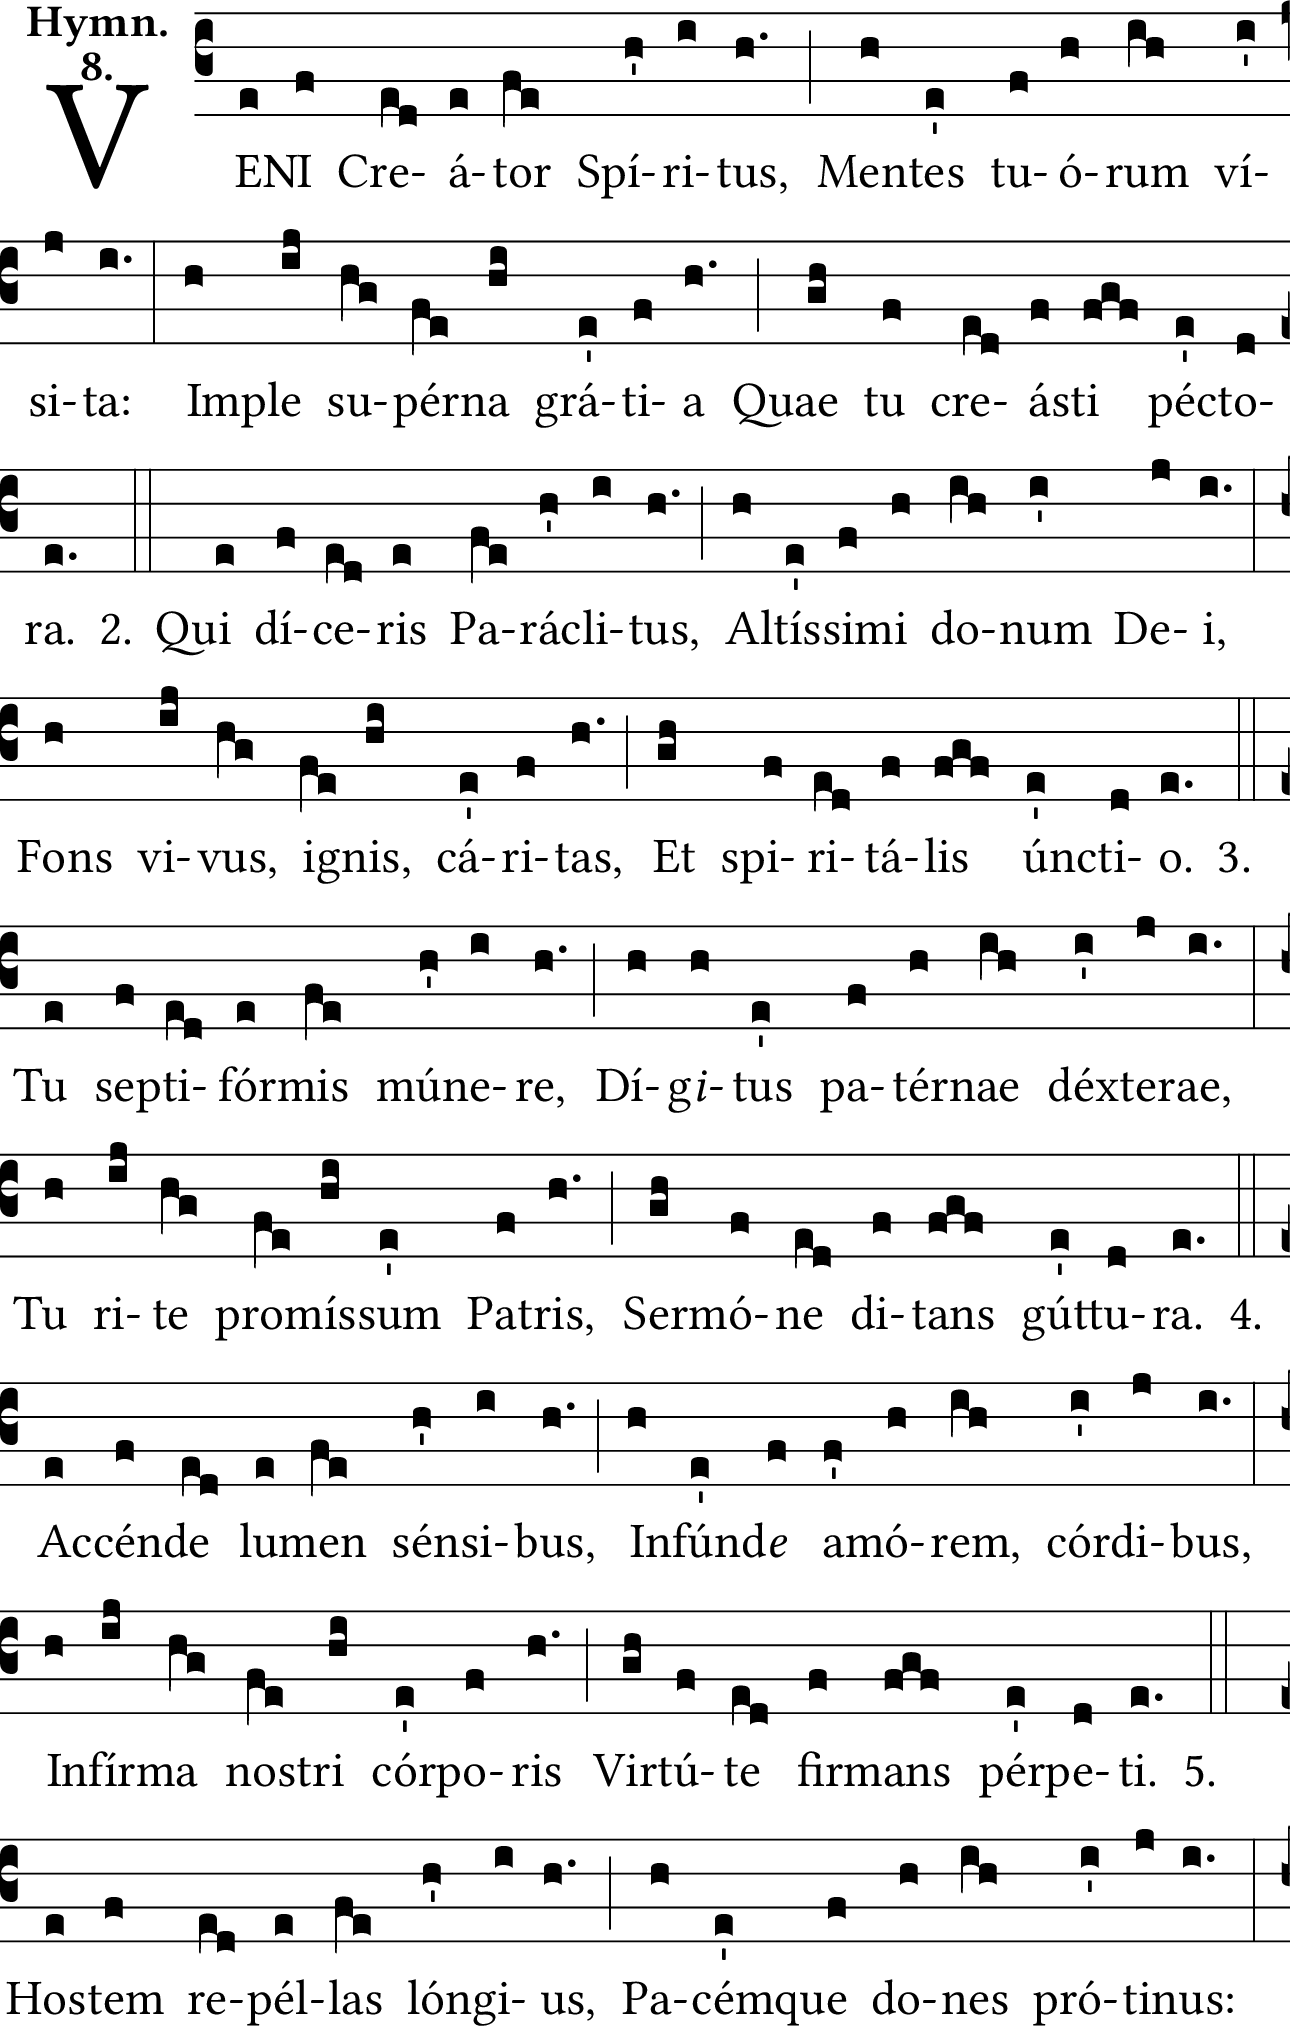 Hymn.
8.
VENI Cre- á-tor Spí-ri-tus, Mentes tu-ó-rum ví-
si-ta: Imple su-pérna grá-ti- a Quae tu cre-ásti pécto-
ra. 2. Qui dí-ce-ris Pa-rácli-tus, Altíssimi do-num De- i,
Fons vi-vus, ignis, cá-ri-tas, Et spi-ri-tá-lis úncti-o. 3.
Tu septi-fórmis múne-re, Dí-gi-tus pa-térnae déxterae,
Tu ri-te promíssum Patris, Sermó-ne di-tans gúttu-ra. 4.
Accénde lumen sénsi-bus, Infúnde amó-rem, córdi-bus,
Infírma nostri córpo-ris Virtú-te firmans pérpe-ti. 5.
Hostem re-pél-las lóngi- us, Pa-cémque do-nes pró-tinus: